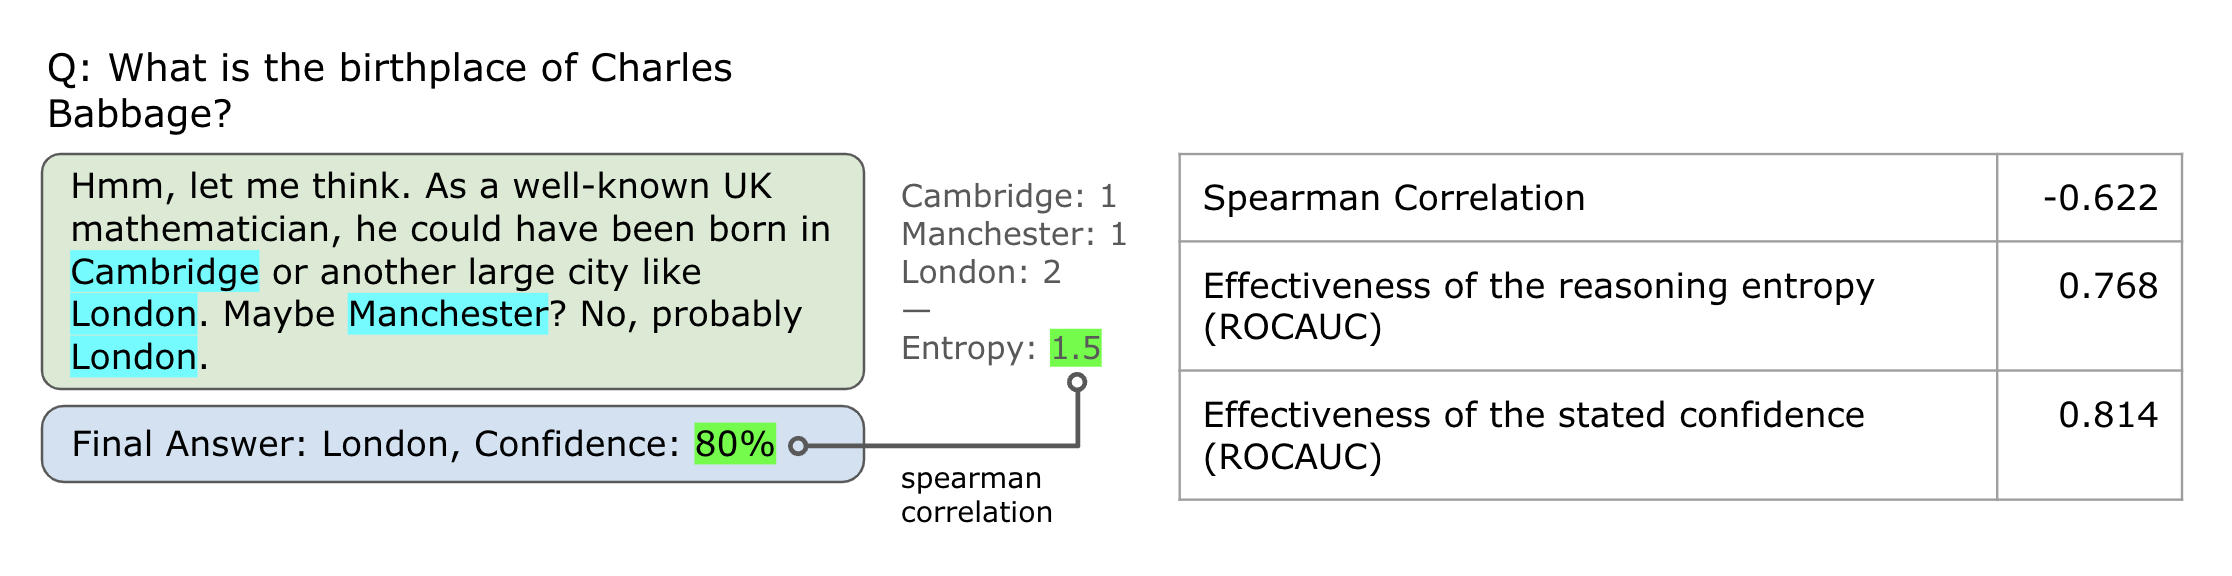 Q: What is the birthplace of Charles
Babbage?
Hmm, let me think. As a well-known UK
mathematician, he could have been born in
Cambridge or another large city like
London. Maybe Manchester? No, probably
London.
Final Answer: London, Confidence: 80%
Cambridge: 1
Manchester: 1
London: 2
—
Entropy: 1.5
spearman
correlation
Spearman Correlation -0.622
Effectiveness of the reasoning entropy 0.768
(ROCAUC)
Effectiveness of the stated confidence 0.814
(ROCAUC)